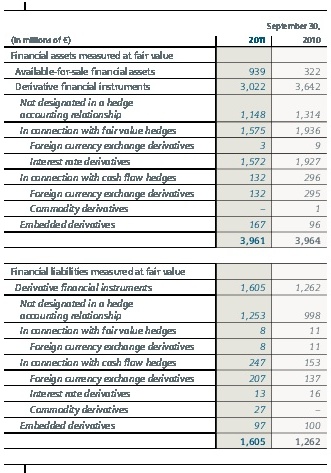 September 30,
(in millions of €) 2011 2010
Financial assets measured at fair value
Available-for-sale financial assets 939 322
Derivative financial instruments 3,022 3,642
Not designated in a hedge
accounting relationship 1,148 1,314
In connection with fair value hedges 1,575 1,936
Foreign currency exchange derivatives 3 9
Interest rate derivatives 1,572 1,927
In connection with cash flow hedges 132 296
Foreign currency exchange derivatives 132 295
Commodity derivatives – 1
Embedded derivatives 167 96
3,961 3,964
Financial liabilities measured at fair value
Derivative financial instruments 1,605 1,262
Not designated in a hedge
accounting relationship 1,253 998
In connection with fair value hedges 8 11
Foreign currency exchange derivatives 8 11
In connection with cash flow hedges 247 153
Foreign currency exchange derivatives 207 137
Interest rate derivatives 13 16
Commodity derivatives 27 –
Embedded derivatives 97 100
1,605 1,262